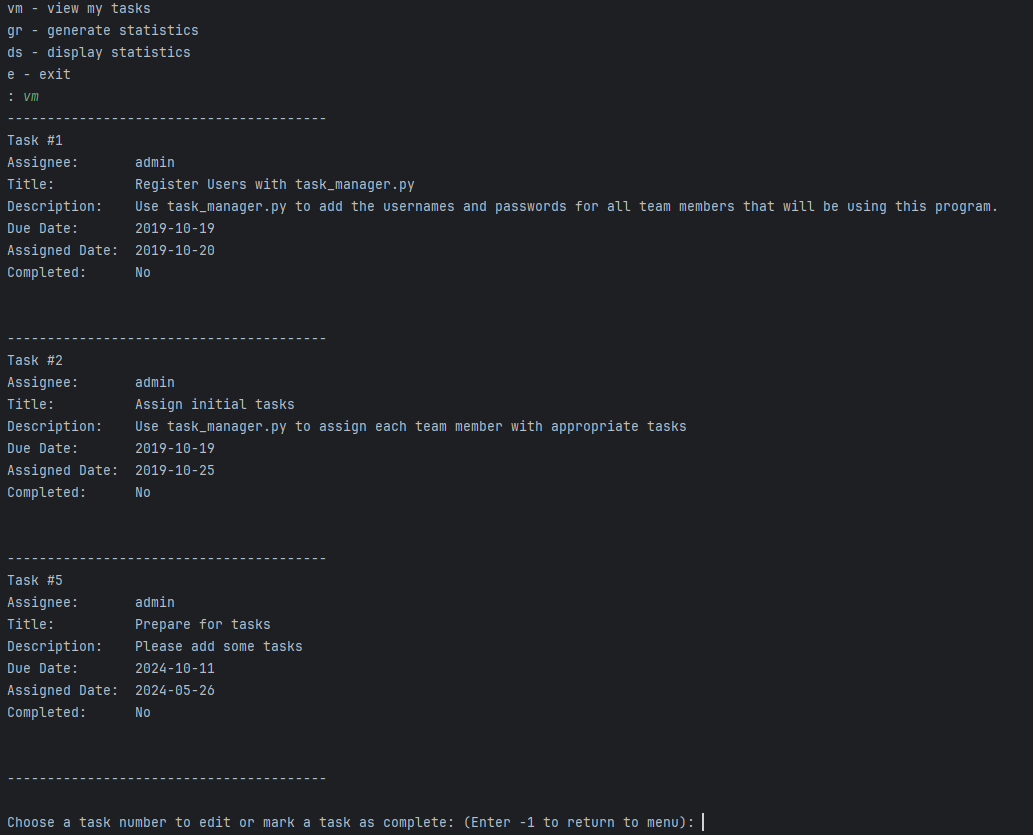 vm - view my tasks
gr - generate statistics
ds - display statistics
e - exit
: vm
----------------------------------------
Task #1
Assignee:       admin
Title:          Register Users with task_manager.py
Description:    Use task_manager.py to add the usernames and passwords for all team members that will be using this program.
Due Date:       2019-10-19
Assigned Date:  2019-10-20
Completed:      No
----------------------------------------
Task #2
Assignee:       admin
Title:          Assign initial tasks
Description:    Use task_manager.py to assign each team member with appropriate tasks
Due Date:       2019-10-19
Assigned Date:  2019-10-25
Completed:      No
----------------------------------------
Task #5
Assignee:       admin
Title:          Prepare for tasks
Description:    Please add some tasks
Due Date:       2024-10-11
Assigned Date:  2024-05-26
Completed:      No
----------------------------------------
Choose a task number to edit or mark a task as complete: (Enter -1 to return to menu):